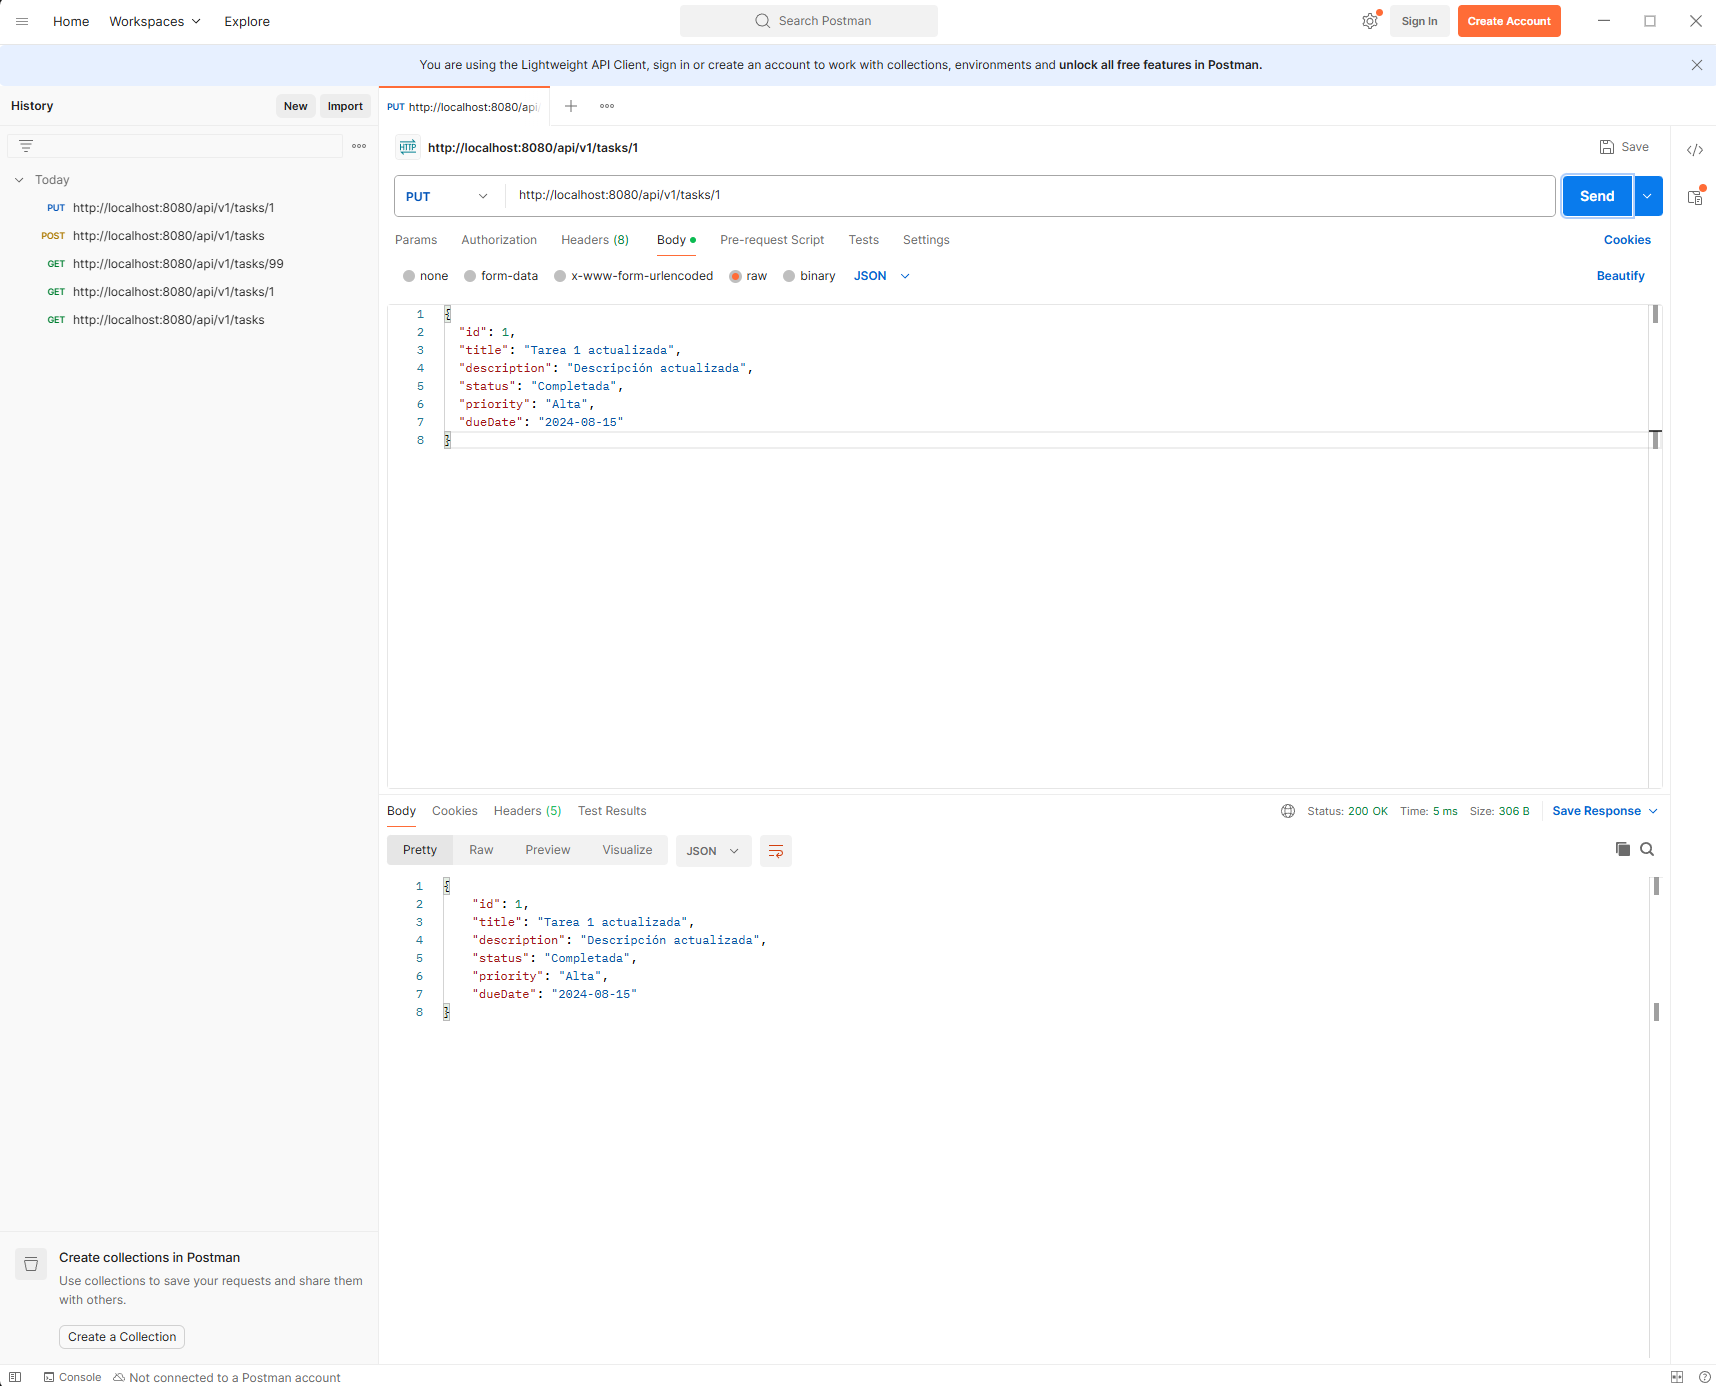 Home Workspaces Explore Search Postman Sign In Create Account
You are using the Lightweight API Client, sign in or create an account to work with collections, environments and unlock all free features in Postman.
History New Import
PUT http://localhost:8080/api/
Today
PUT http://localhost:8080/api/v1/tasks/1
POST http://localhost:8080/api/v1/tasks
GET http://localhost:8080/api/v1/tasks/99
GET http://localhost:8080/api/v1/tasks/1
GET http://localhost:8080/api/v1/tasks
HTTP http://localhost:8080/api/v1/tasks/1 Save
PUT http://localhost:8080/api/v1/tasks/1 Send
Params Authorization Headers (8) Body Pre-request Script Tests Settings Cookies
none form-data x-www-form-urlencoded raw binary JSON Beautify
1 {
2 "id": 1,
3 "title": "Tarea 1 actualizada",
4 "description": "Descripción actualizada",
5 "status": "Completada",
6 "priority": "Alta",
7 "dueDate": "2024-08-15"
8 }
Body Cookies Headers (5) Test Results Status: 200 OK Time: 5 ms Size: 306 B Save Response
Pretty Raw Preview Visualize JSON
1 {
2 "id": 1,
3 "title": "Tarea 1 actualizada",
4 "description": "Descripción actualizada",
5 "status": "Completada",
6 "priority": "Alta",
7 "dueDate": "2024-08-15"
8 }
Create collections in Postman
Use collections to save your requests and share them
with others.
Create a Collection
Console Not connected to a Postman account